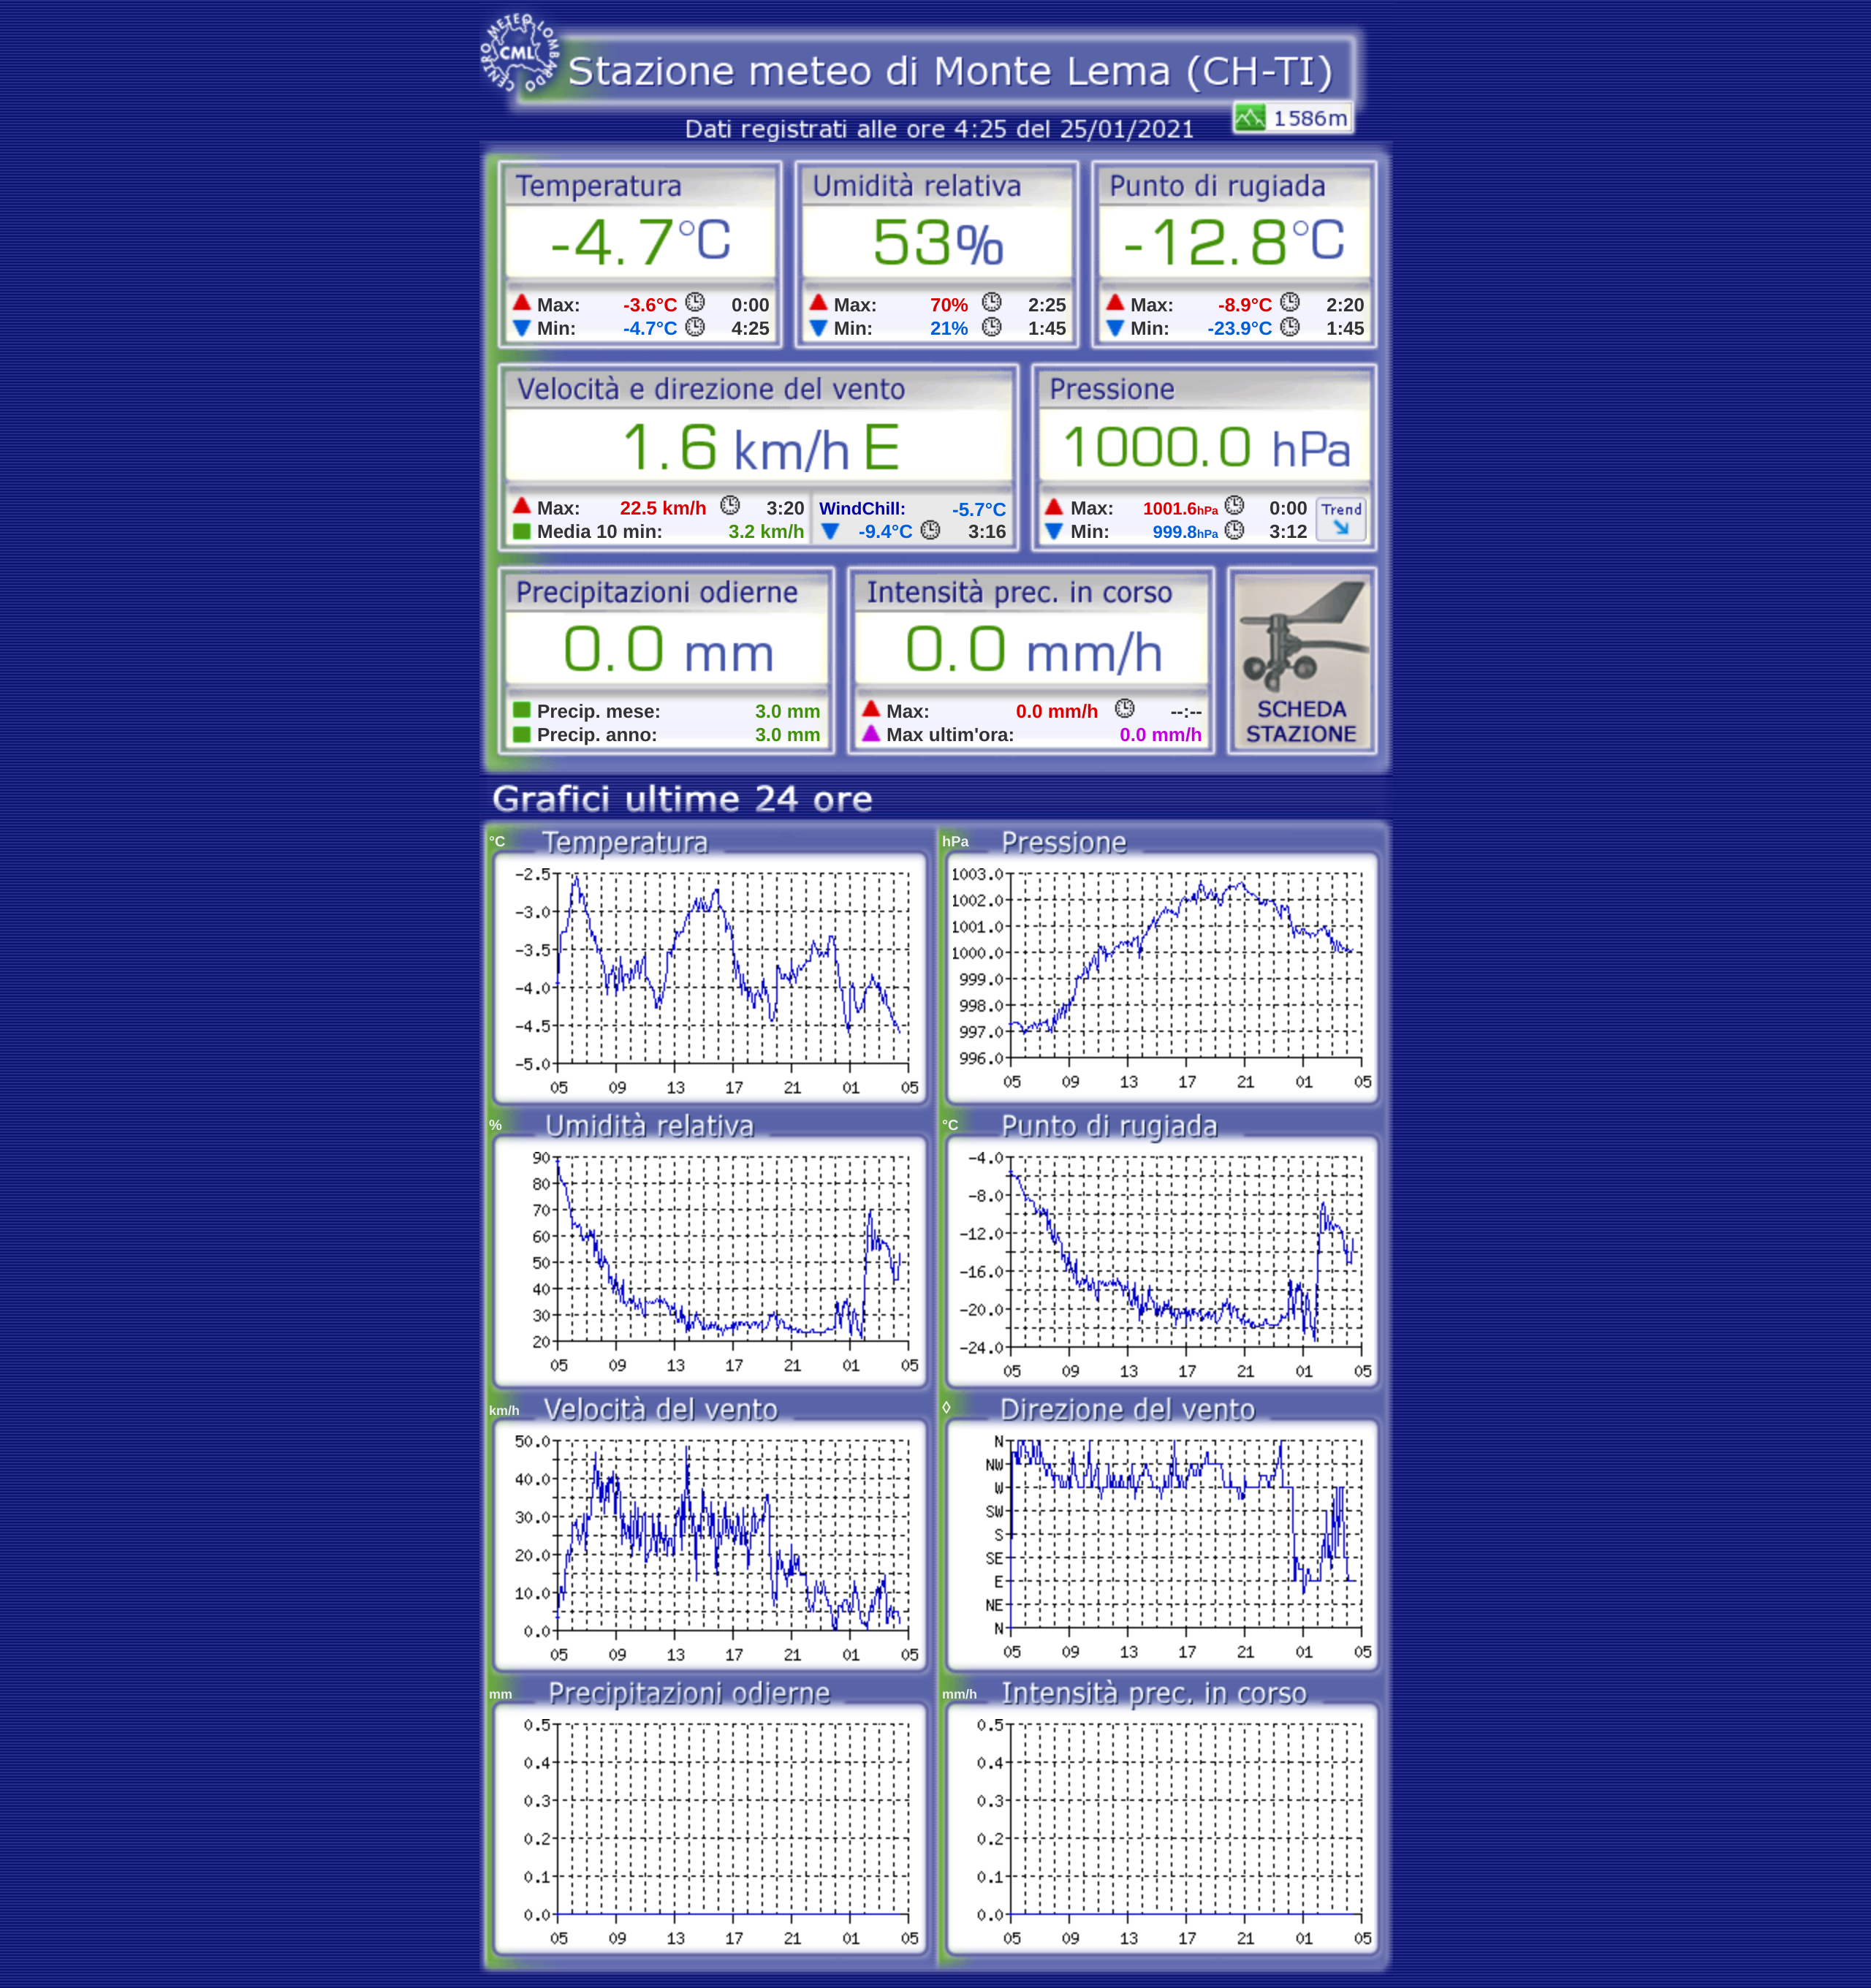 CENTRO METEO LOMBARDO
CML
Stazione meteo di Monte Lema (CH-TI)
1586m
Dati registrati alle ore 4:25 del 25/01/2021
Temperatura
-4.7°C
Max: -3.6°C 0:00
Min: -4.7°C 4:25
Umidità relativa
53%
Max: 70% 2:25
Min: 21% 1:45
Punto di rugiada
-12.8°C
Max: -8.9°C 2:20
Min: -23.9°C 1:45
Velocità e direzione del vento
1.6 km/h E
Max: 22.5 km/h 3:20
Media 10 min: 3.2 km/h
WindChill: -5.7°C
-9.4°C 3:16
Pressione
1000.0 hPa
Max: 1001.6hPa 0:00
Min: 999.8hPa 3:12
Trend
Precipitazioni odierne
0.0 mm
Precip. mese: 3.0 mm
Precip. anno: 3.0 mm
Intensità prec. in corso
0.0 mm/h
Max: 0.0 mm/h --:--
Max ultim'ora: 0.0 mm/h
SCHEDA
STAZIONE
Grafici ultime 24 ore
°C Temperatura
-2.5
-3.0
-3.5
-4.0
-4.5
-5.0
05 09 13 17 21 01 05
hPa Pressione
1003.0
1002.0
1001.0
1000.0
999.0
998.0
997.0
996.0
05 09 13 17 21 01 05
% Umidità relativa
90
80
70
60
50
40
30
20
05 09 13 17 21 01 05
°C Punto di rugiada
-4.0
-8.0
-12.0
-16.0
-20.0
-24.0
05 09 13 17 21 01 05
km/h Velocità del vento
50.0
40.0
30.0
20.0
10.0
0.0
05 09 13 17 21 01 05
◊ Direzione del vento
N
NW
W
SW
S
SE
E
NE
N
05 09 13 17 21 01 05
mm Precipitazioni odierne
0.5
0.4
0.3
0.2
0.1
0.0
05 09 13 17 21 01 05
mm/h Intensità prec. in corso
0.5
0.4
0.3
0.2
0.1
0.0
05 09 13 17 21 01 05